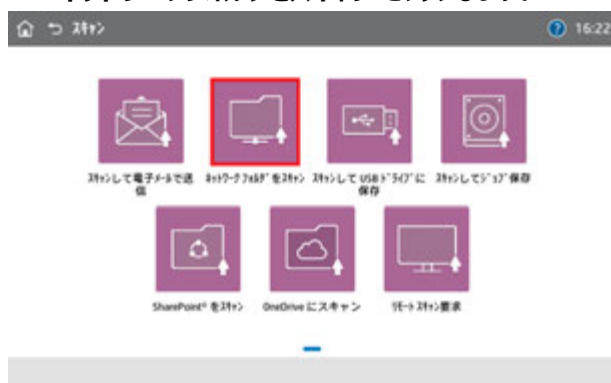 スキャン
16:22
スキャンして電子メールで送
信
ネットワークフォルダをスキャン
スキャンして USB ドライブに
保存
スキャンしてジョブ保存
SharePoint® をスキャン
OneDrive にスキャン
リモートスキャン要求